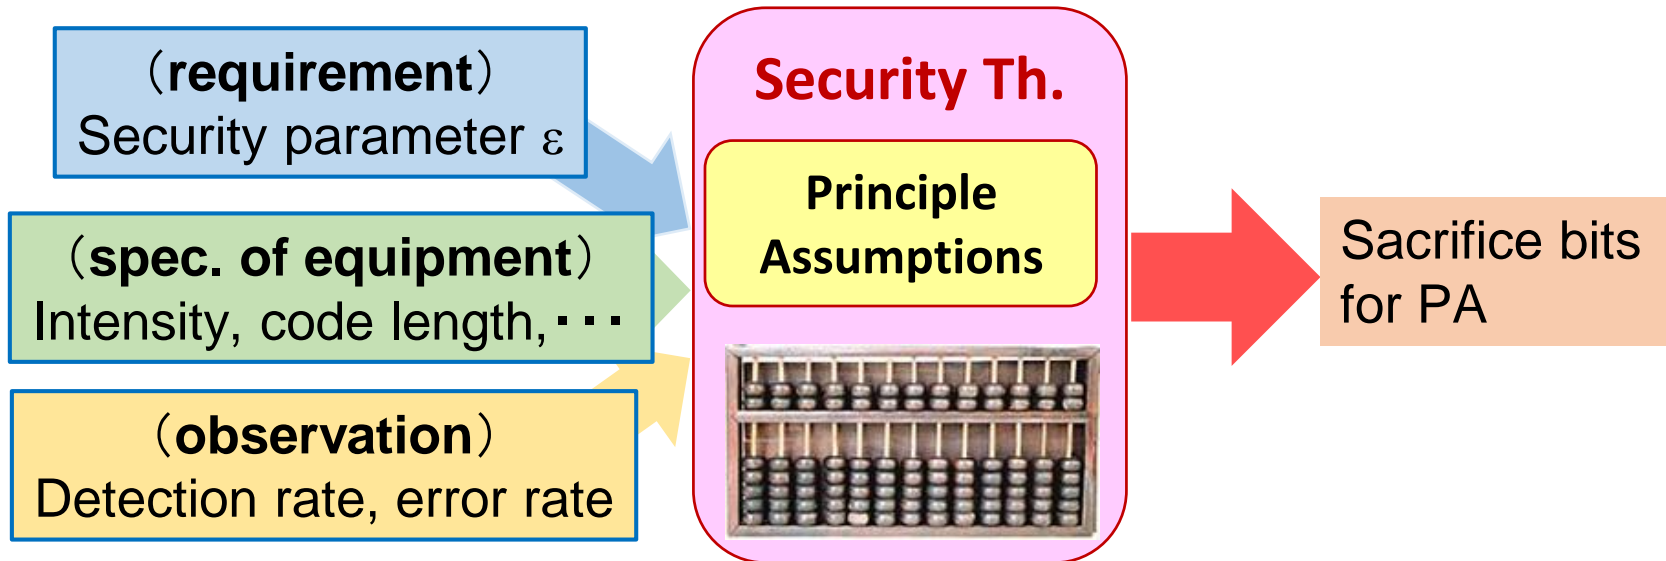 （requirement）
Security parameter ε
（spec. of equipment）
Intensity, code length,･･･
（observation）
Detection rate, error rate
Security Th.
Principle
Assumptions
Sacrifice bits
for PA